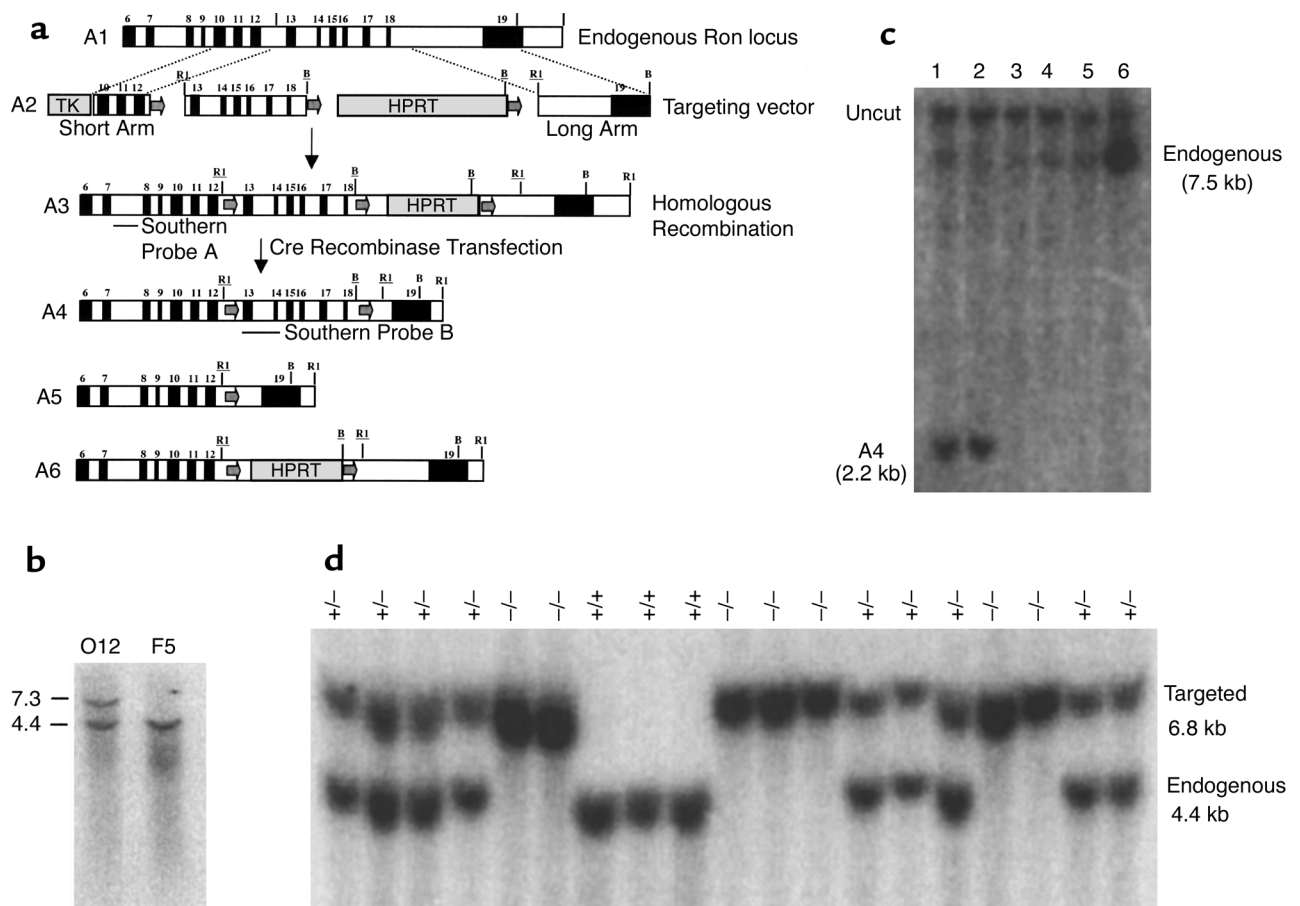 a
6 7 8 9 10 11 12 13 14 15 16 17 18 19
A1 Endogenous Ron locus
R1 B B R1 B
TK 10 11 12 13 14 15 16 17 18 HPRT 19
A2 Targeting vector
Short Arm Long Arm
R1 B B R1 B R1
6 7 8 9 10 11 12 13 14 15 16 17 18
A3 HPRT Homologous
Recombination
Southern
Probe A
Cre Recombinase Transfection
R1 B R1 B R1
6 7 8 9 10 11 12 13 14 15 16 17 18 19
A4
Southern Probe B
R1 B R1
6 7 8 9 10 11 12 19
A5
R1 B R1 B R1
6 7 8 9 10 11 12 19
A6 HPRT
c
1 2 3 4 5 6
Uncut
Endogenous
(7.5 kb)
A4
(2.2 kb)
b
O12 F5
7.3
4.4
d
+/– +/– +/– +/– –/– –/– +/+ +/+ +/+ –/– –/– –/– +/– +/– +/– –/– –/– +/– +/–
Targeted
6.8 kb
Endogenous
4.4 kb